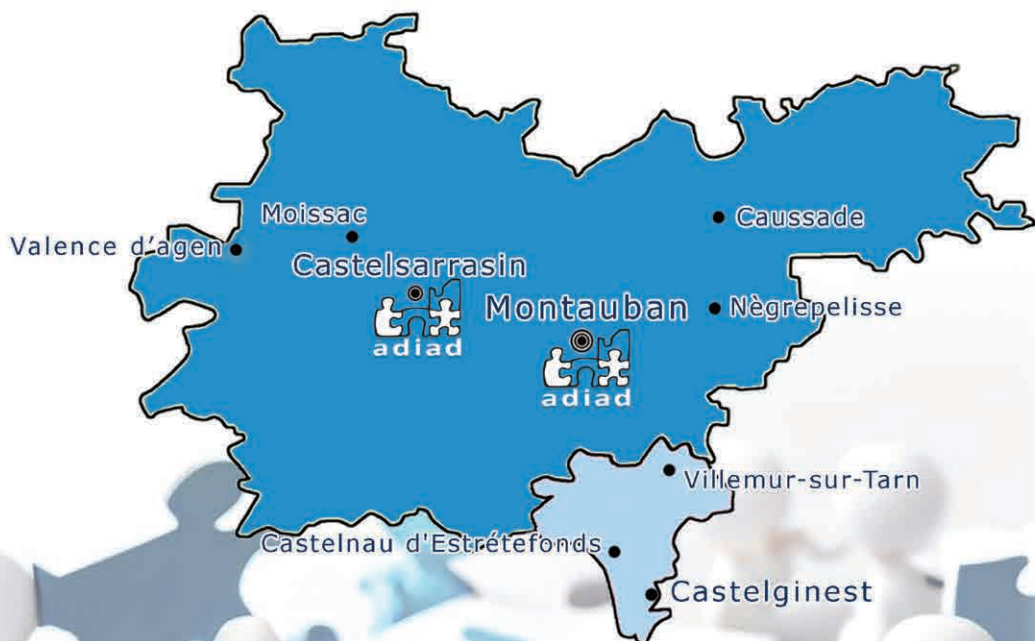 Moissac
Caussade
Valence d'agen
Castelsarrasin
Montauban
Nègrepelisse
adiad
adiad
Villemur-sur-Tarn
Castelnau d'Estrétefonds
Castelginest